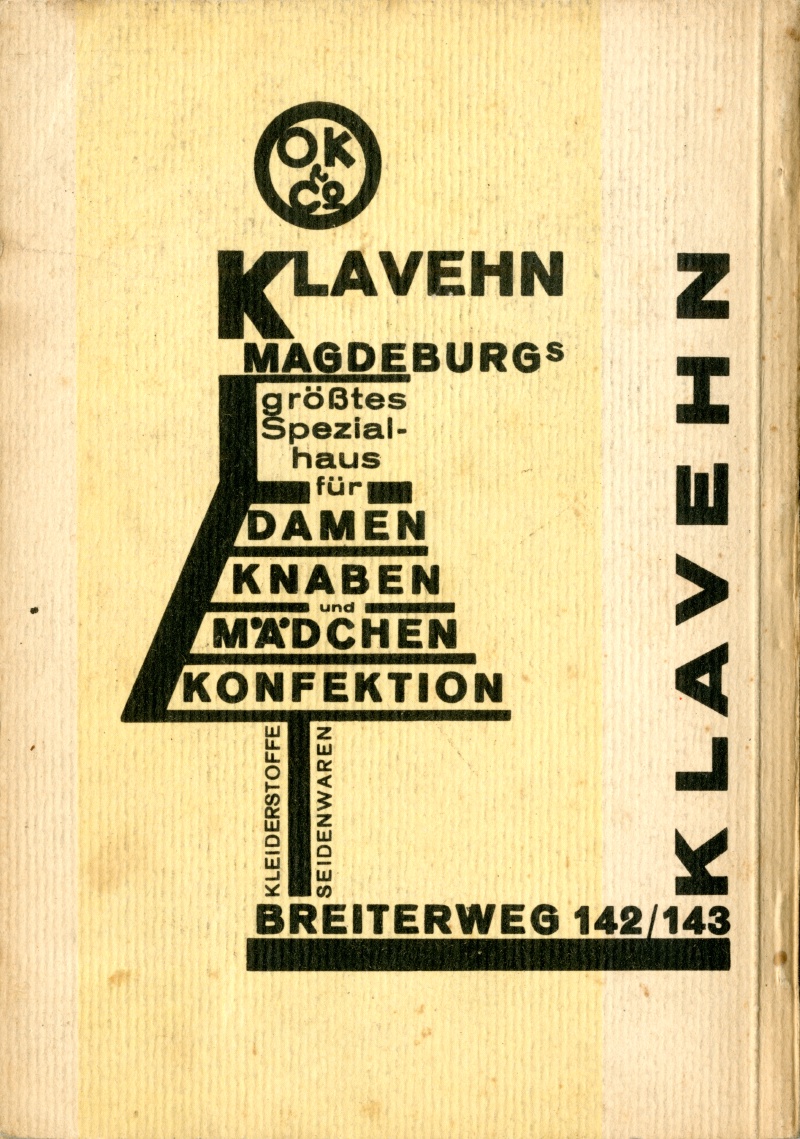 OK
& Co
KLAVEHN
MAGDEBURGs
größtes
Spezial-
haus
für
DAMEN
KNABEN
und
MÄDCHEN
KONFEKTION
KLEIDERSTOFFE
SEIDENWAREN
BREITERWEG 142/143
KLAVEHN